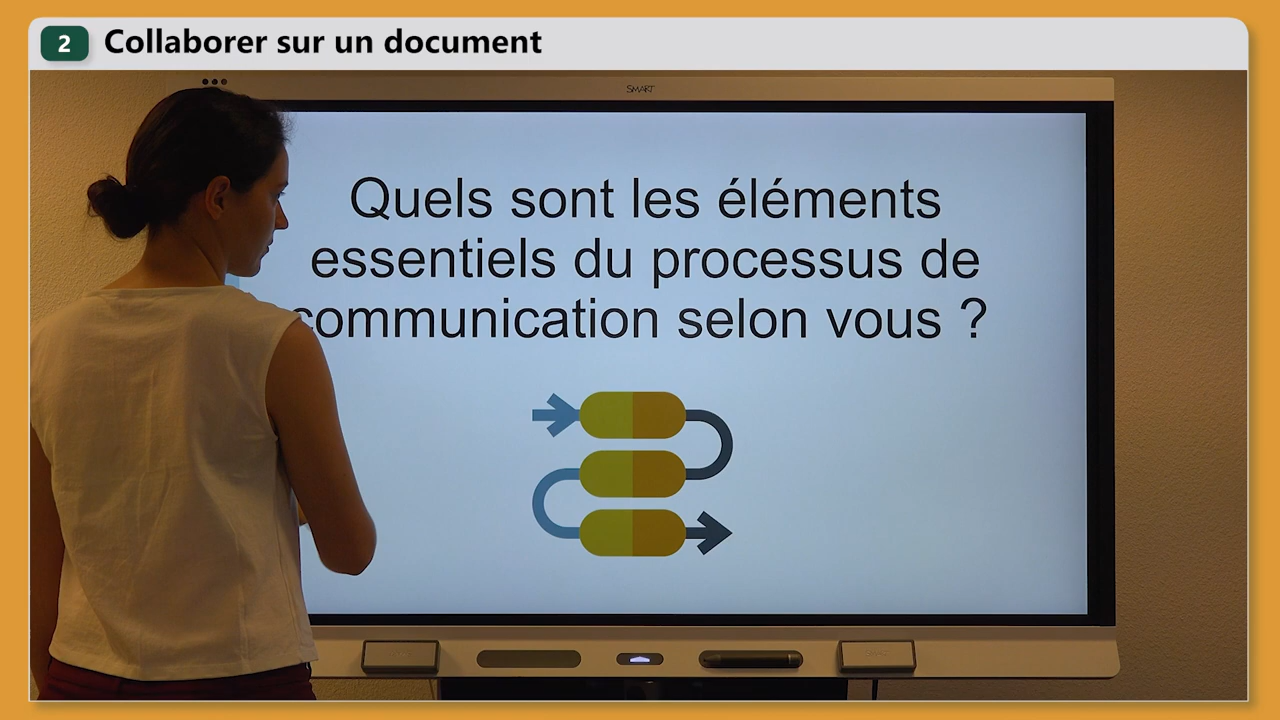 2 Collaborer sur un document
SMART
Quels sont les éléments
essentiels du processus de
communication selon vous ?